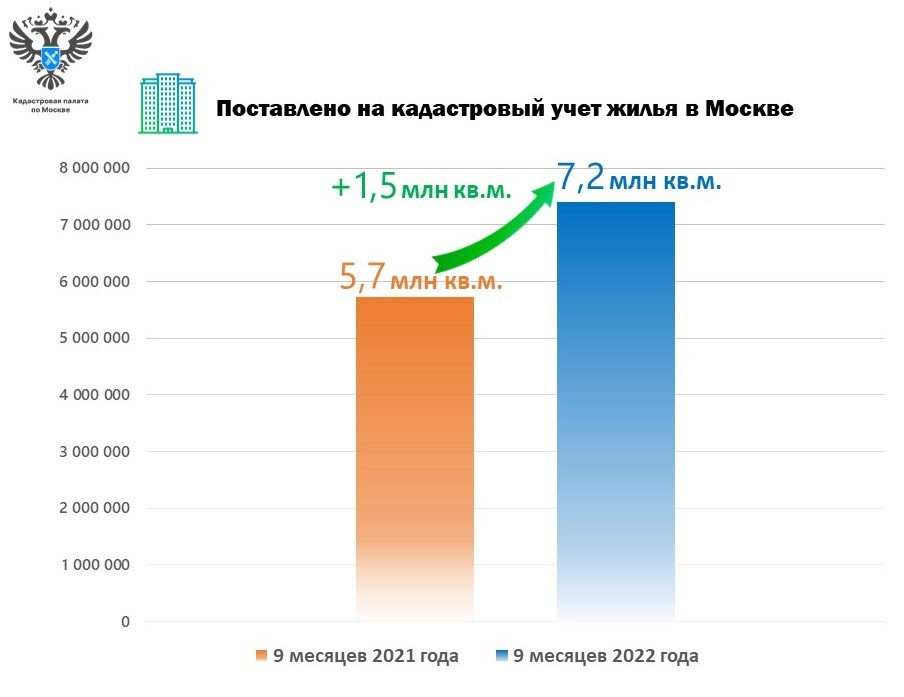 Кадастровая палата
по Москве
Поставлено на кадастровый учет жилья в Москве
8 000 000
7 000 000
6 000 000
5 000 000
4 000 000
3 000 000
2 000 000
1 000 000
0
+1,5 млн кв.м.
7,2 млн кв.м.
5,7 млн кв.м.
9 месяцев 2021 года
9 месяцев 2022 года